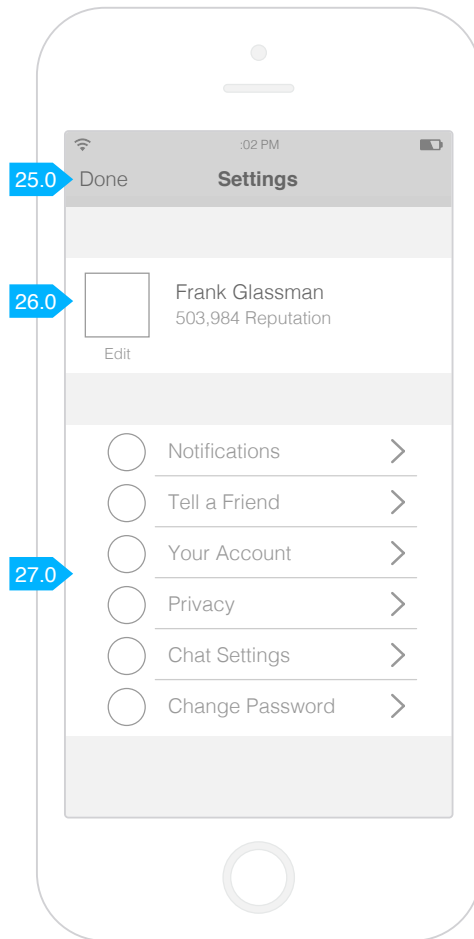 :02 PM
25.0 Done Settings
26.0
Frank Glassman
503,984 Reputation
Edit
Notifications
Tell a Friend
Your Account
27.0
Privacy
Chat Settings
Change Password